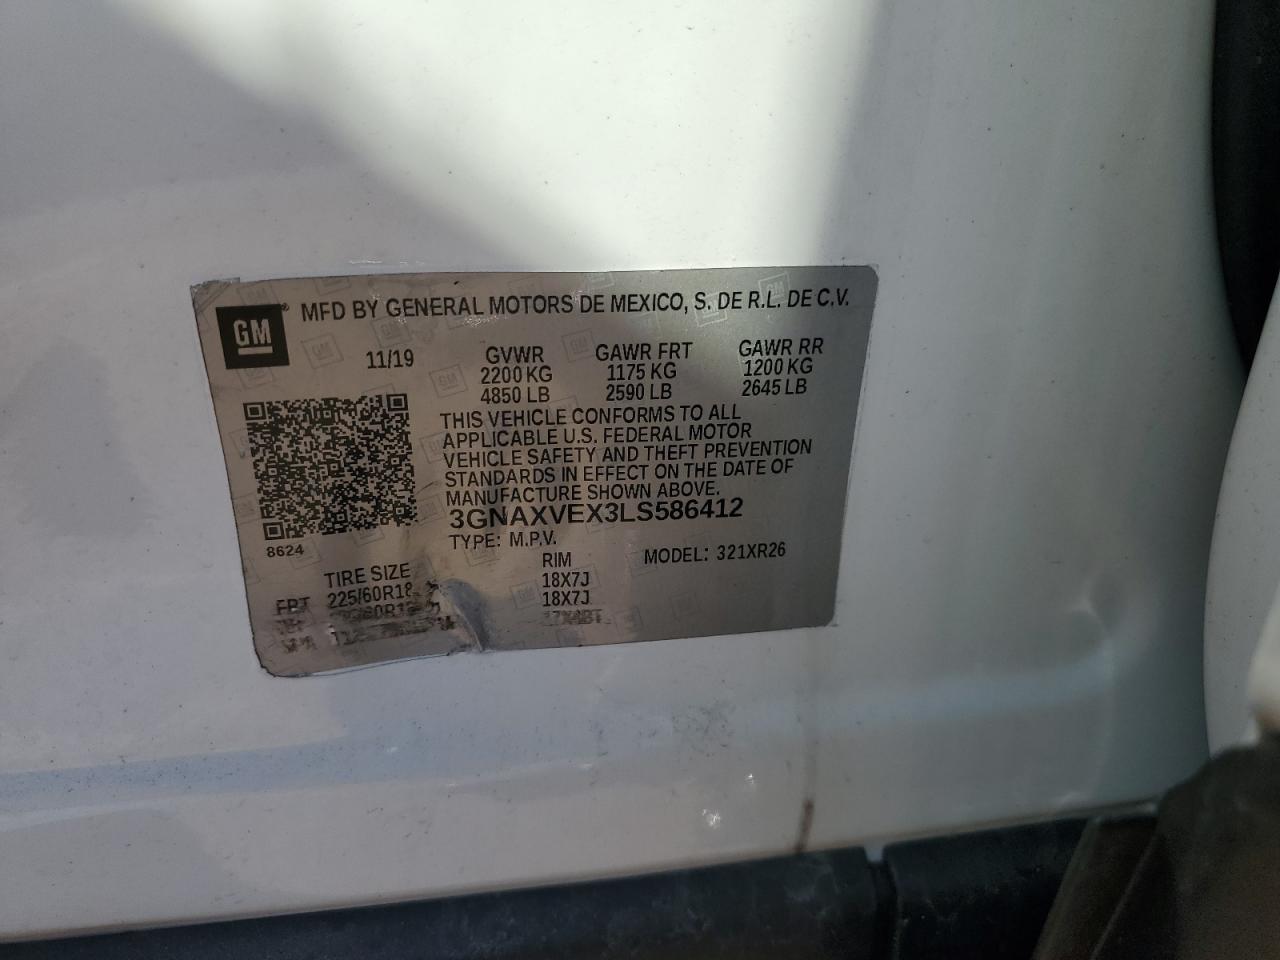 GM® MFD BY GENERAL MOTORS DE MEXICO, S. DE R.L. DE C.V.
11/19 GVWR GAWR FRT GAWR RR
2200 KG 1175 KG 1200 KG
4850 LB 2590 LB 2645 LB
THIS VEHICLE CONFORMS TO ALL
APPLICABLE U.S. FEDERAL MOTOR
VEHICLE SAFETY AND THEFT PREVENTION
STANDARDS IN EFFECT ON THE DATE OF
MANUFACTURE SHOWN ABOVE.
3GNAXVEX3LS586412
8624 TYPE: M.P.V. MODEL: 321XR26
TIRE SIZE RIM
FRT 225/60R18 18X7J
18X7J